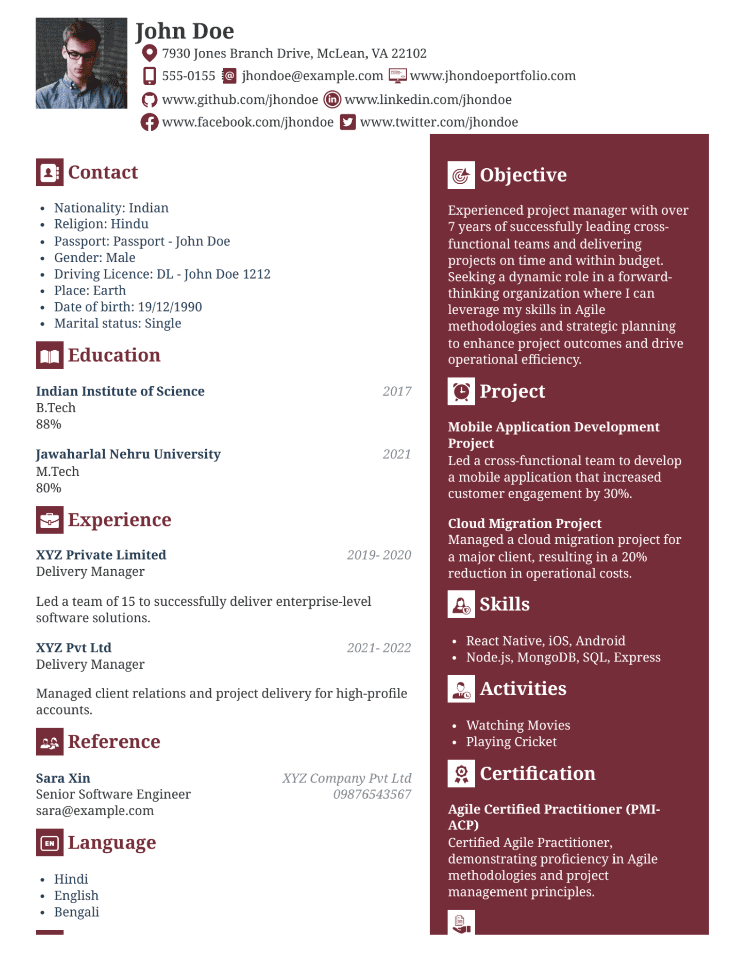 John Doe
7930 Jones Branch Drive, McLean, VA 22102
555-0155 jhondoe@example.com www.jhondoeportfolio.com
www.github.com/jhondoe www.linkedin.com/jhondoe
www.facebook.com/jhondoe www.twitter.com/jhondoe
Contact
• Nationality: Indian
• Religion: Hindu
• Passport: Passport - John Doe
• Gender: Male
• Driving Licence: DL - John Doe 1212
• Place: Earth
• Date of birth: 19/12/1990
• Marital status: Single
Education
Indian Institute of Science 2017
B.Tech
88%
Jawaharlal Nehru University 2021
M.Tech
80%
Experience
XYZ Private Limited 2019- 2020
Delivery Manager
Led a team of 15 to successfully deliver enterprise-level
software solutions.
XYZ Pvt Ltd 2021- 2022
Delivery Manager
Managed client relations and project delivery for high-profile
accounts.
Reference
Sara Xin XYZ Company Pvt Ltd
Senior Software Engineer 09876543567
sara@example.com
EN Language
• Hindi
• English
• Bengali
Objective
Experienced project manager with over
7 years of successfully leading cross-
functional teams and delivering
projects on time and within budget.
Seeking a dynamic role in a forward-
thinking organization where I can
leverage my skills in Agile
methodologies and strategic planning
to enhance project outcomes and drive
operational efficiency.
Project
Mobile Application Development
Project
Led a cross-functional team to develop
a mobile application that increased
customer engagement by 30%.
Cloud Migration Project
Managed a cloud migration project for
a major client, resulting in a 20%
reduction in operational costs.
Skills
• React Native, iOS, Android
• Node.js, MongoDB, SQL, Express
Activities
• Watching Movies
• Playing Cricket
Certification
Agile Certified Practitioner (PMI-
ACP)
Certified Agile Practitioner,
demonstrating proficiency in Agile
methodologies and project
management principles.